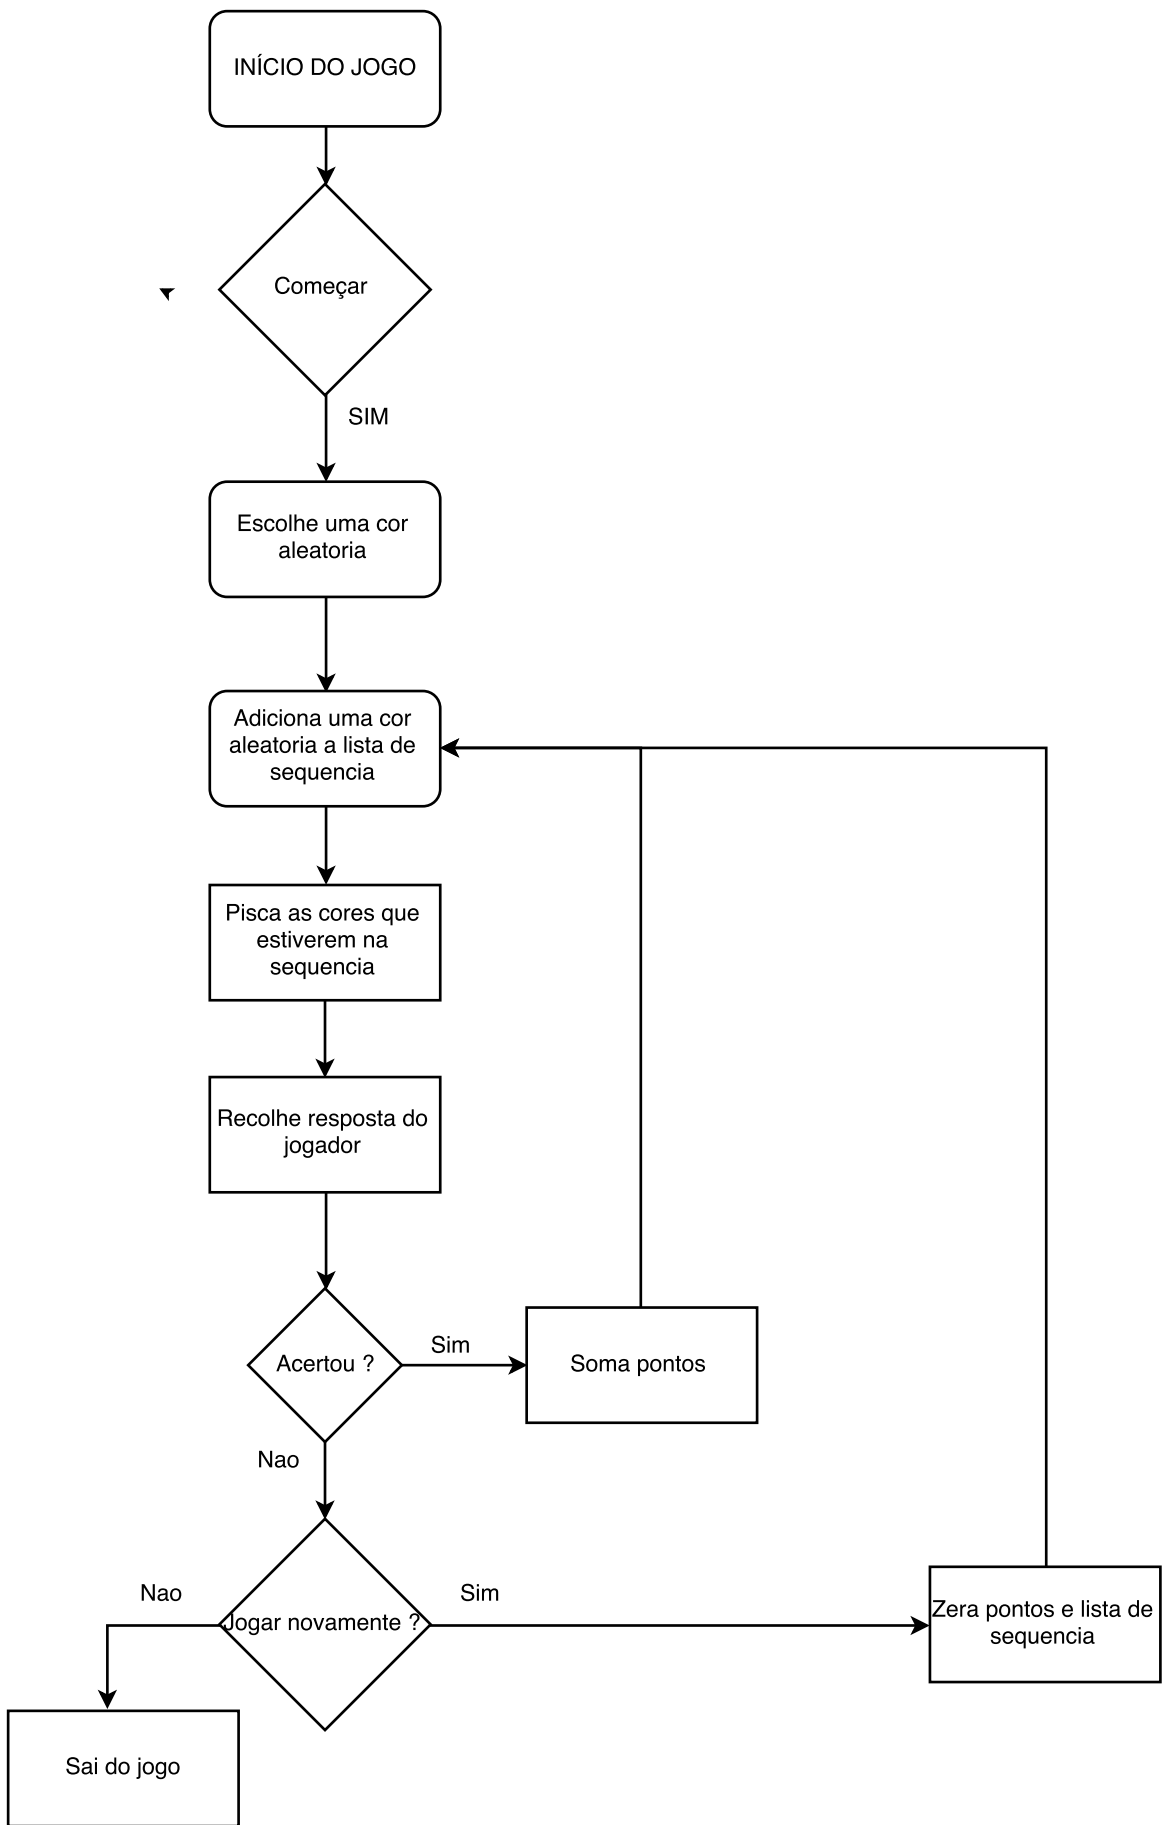 INÍCIO DO JOGO
Começar
SIM
Escolhe uma cor
aleatoria
Adiciona uma cor
aleatoria a lista de
sequencia
Pisca as cores que
estiverem na
sequencia
Recolhe resposta do
jogador
Acertou ?
Sim
Soma pontos
Nao
Jogar novamente ?
Nao
Sim
Zera pontos e lista de
sequencia
Sai do jogo